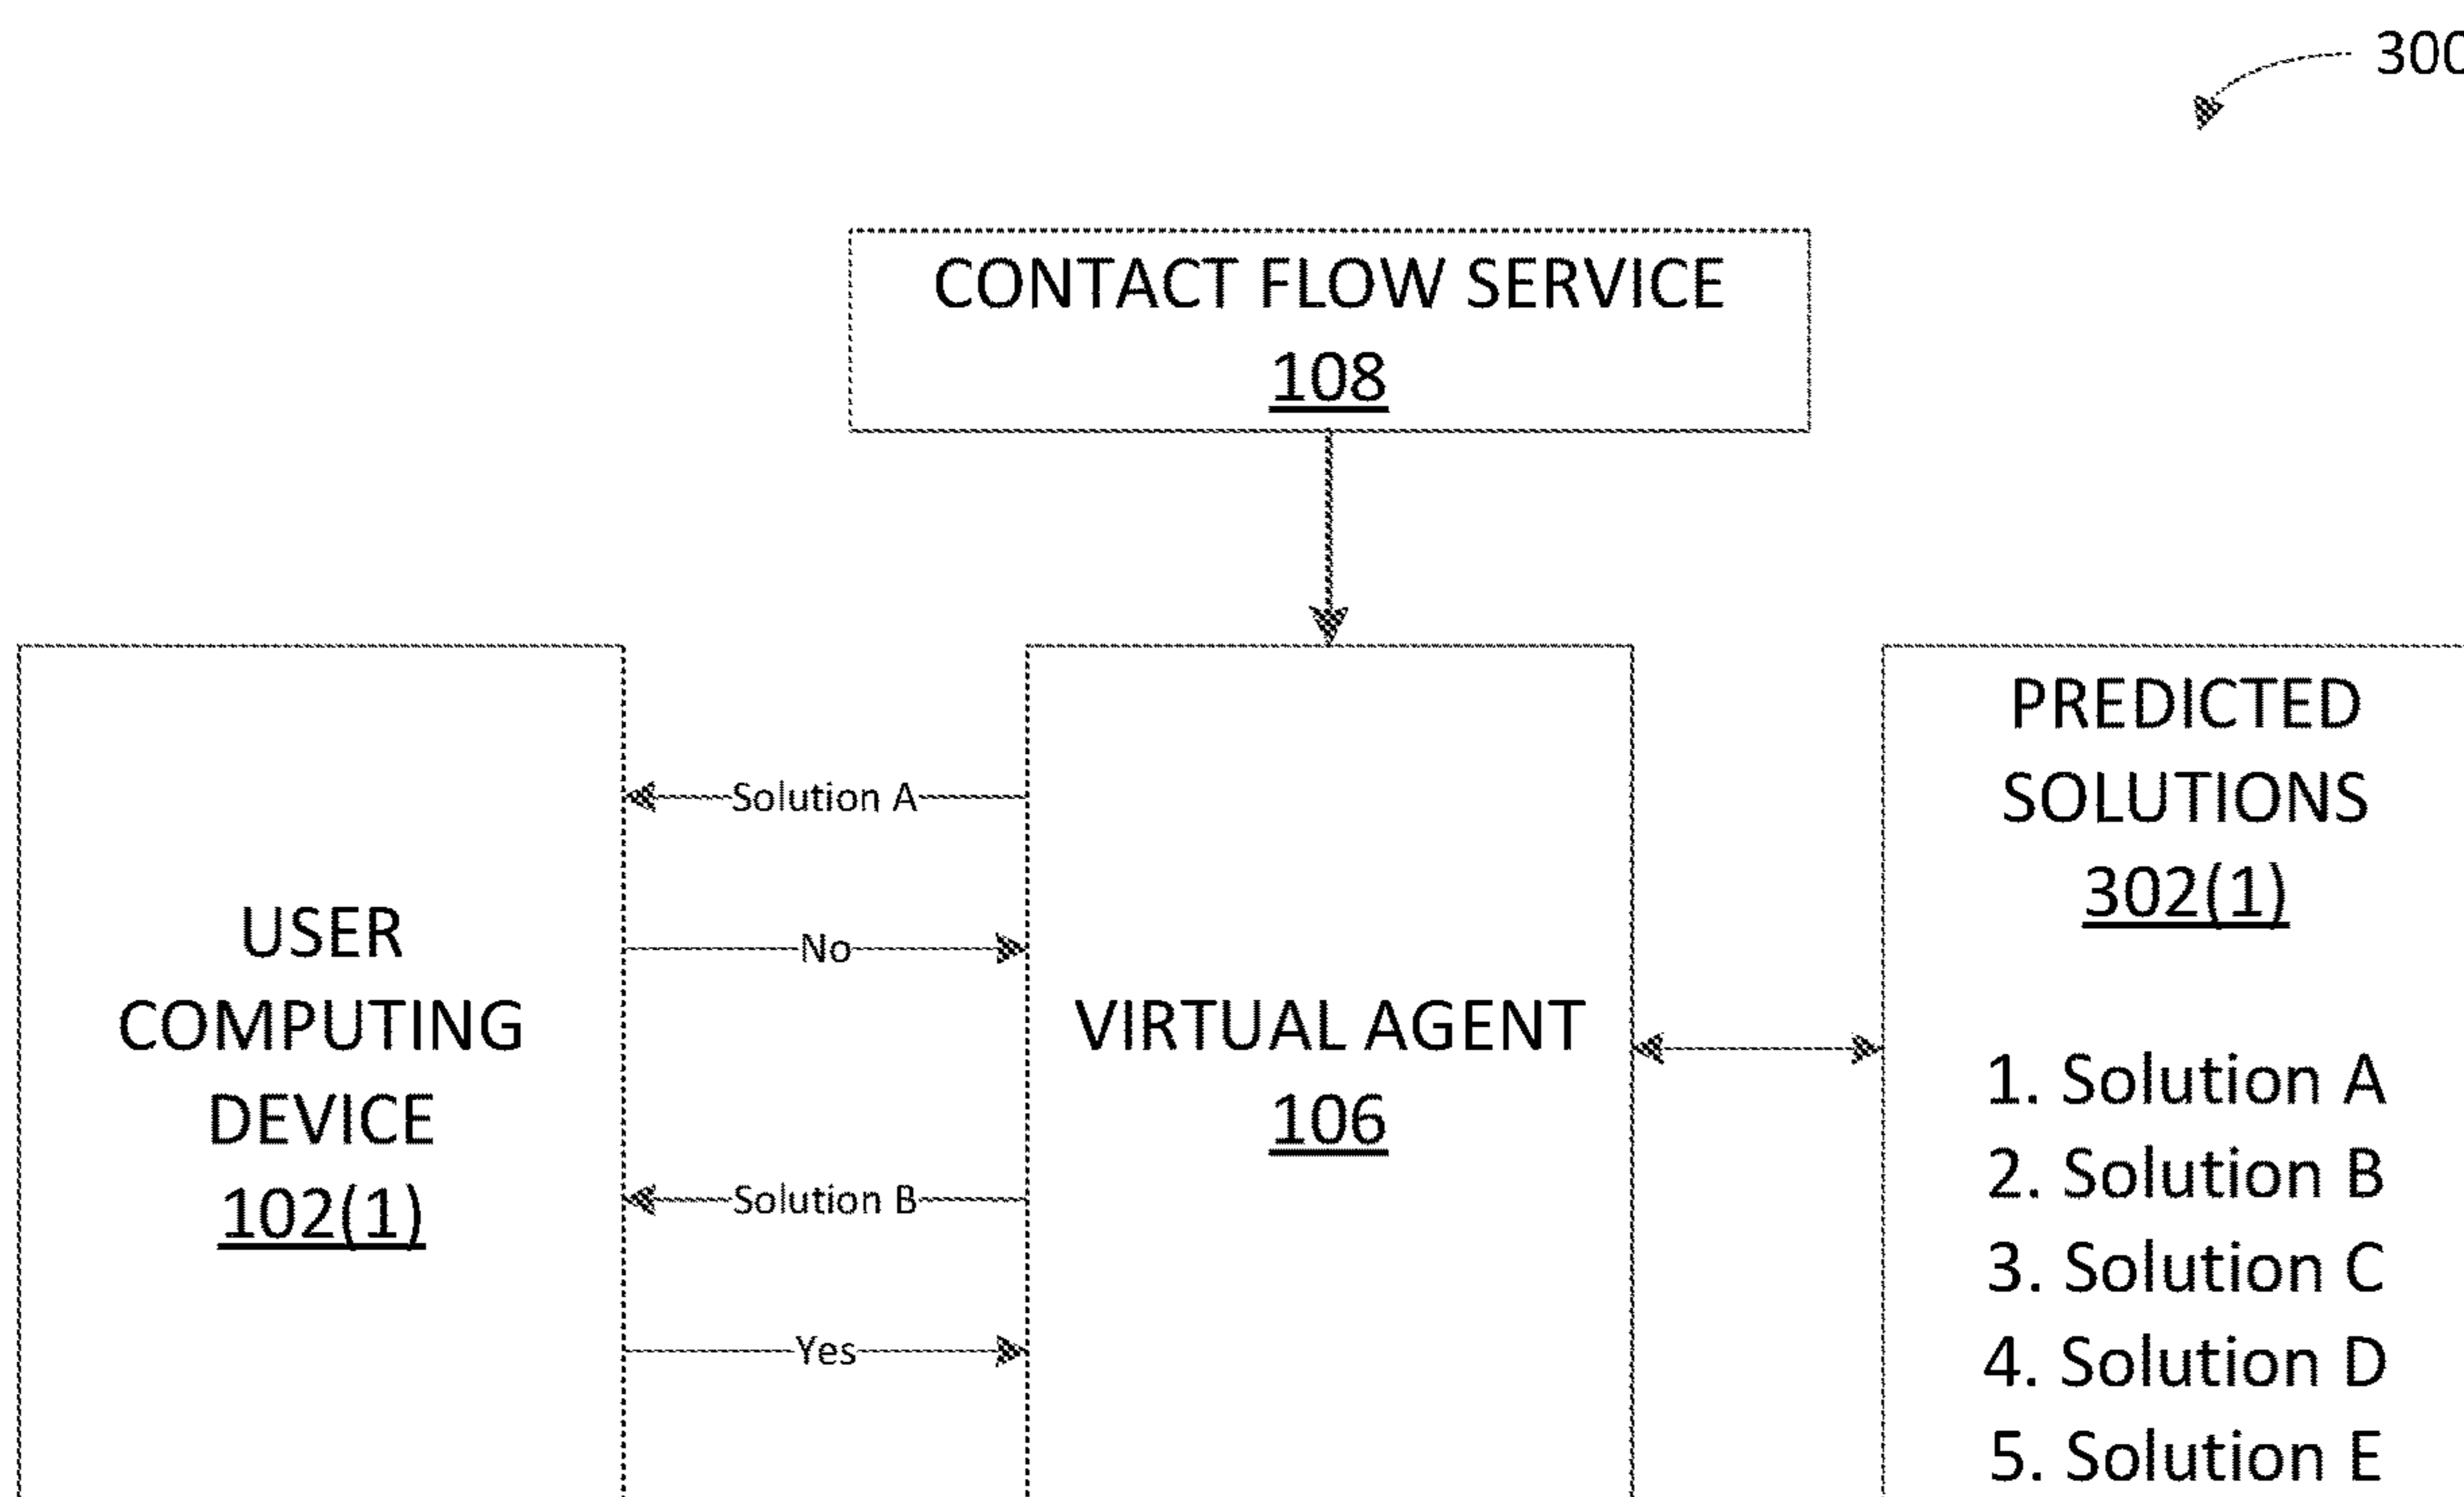 300
CONTACT FLOW SERVICE
108
USER
COMPUTING
DEVICE
102(1)
Solution A
No
Solution B
Yes
VIRTUAL AGENT
106
PREDICTED
SOLUTIONS
302(1)
1. Solution A
2. Solution B
3. Solution C
4. Solution D
5. Solution E